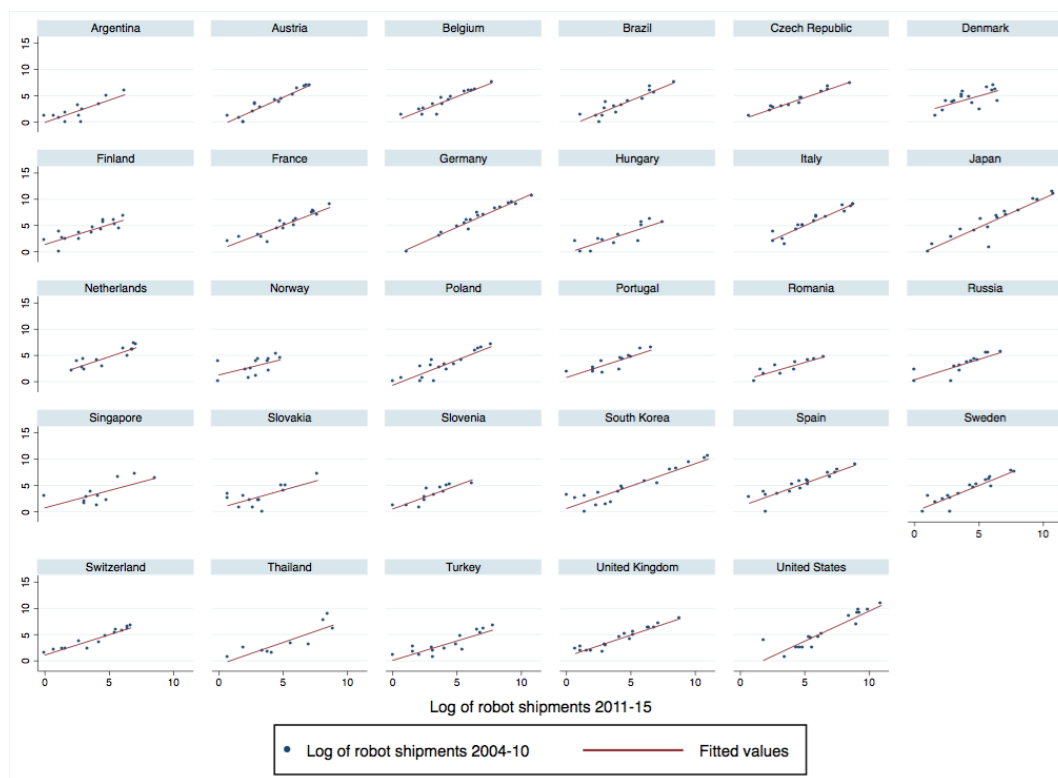 Argentina Austria Belgium Brazil Czech Republic Denmark
15
10
5
0
Finland France Germany Hungary Italy Japan
15
10
5
0
Netherlands Norway Poland Portugal Romania Russia
15
10
5
0
Singapore Slovakia Slovenia South Korea Spain Sweden
15
10
5
0
0 5 10
Switzerland Thailand Turkey United Kingdom United States
15
10
5
0
0 5 10 0 5 10 0 5 10 0 5 10 0 5 10
Log of robot shipments 2011-15
Log of robot shipments 2004-10 Fitted values